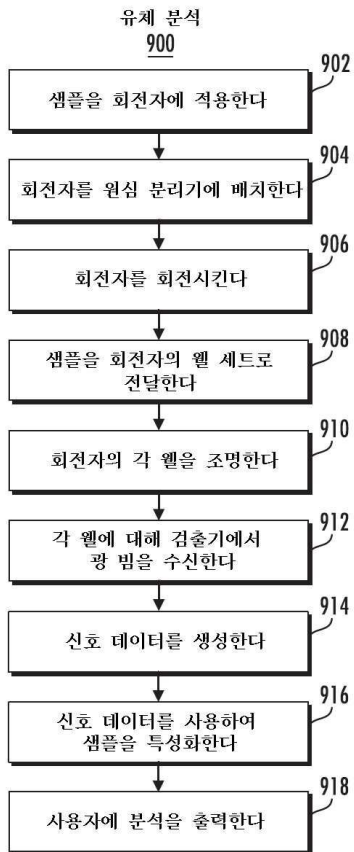 유체 분석
900
902
샘플을 회전자에 적용한다
904
회전자를 원심 분리기에 배치한다
906
회전자를 회전시킨다
908
샘플을 회전자의 웰 세트로
전달한다
910
회전자의 각 웰을 조명한다
912
각 웰에 대해 검출기에서
광 빔을 수신한다
914
신호 데이터를 생성한다
916
신호 데이터를 사용하여
샘플을 특성화한다
918
사용자에 분석을 출력한다